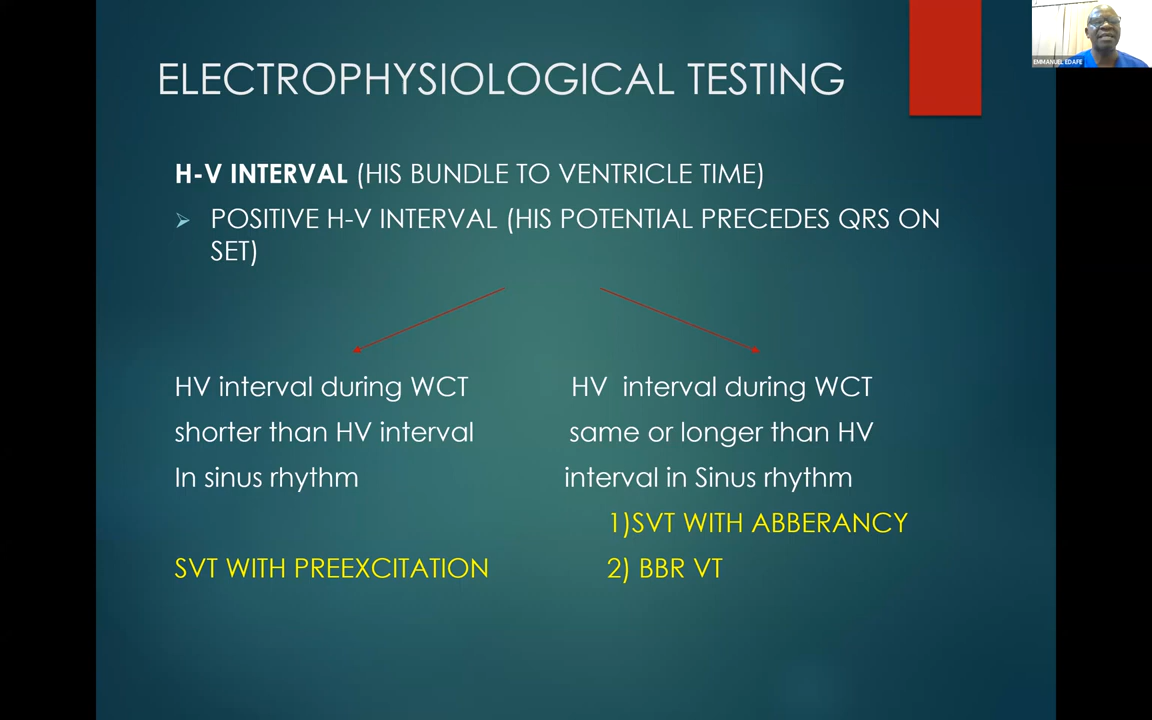 ELECTROPHYSIOLOGICAL TESTING
EMMANUEL EDAFE
H-V INTERVAL (HIS BUNDLE TO VENTRICLE TIME)
POSITIVE H-V INTERVAL (HIS POTENTIAL PRECEDES QRS ON
SET)
HV interval during WCT
shorter than HV interval
In sinus rhythm
SVT WITH PREEXCITATION
HV interval during WCT
same or longer than HV
interval in Sinus rhythm
1)SVT WITH ABBERANCY
2) BBR VT